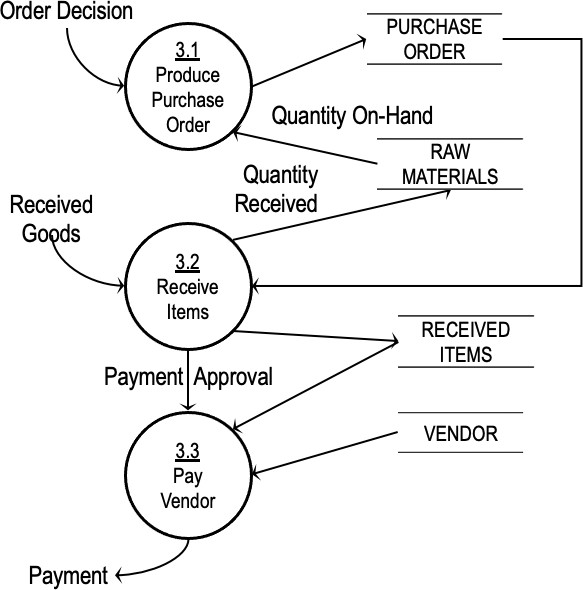 Order Decision
3.1
Produce
Purchase
Order
PURCHASE
ORDER
Quantity On-Hand
RAW
MATERIALS
Quantity
Received
Received
Goods
3.2
Receive
Items
RECEIVED
ITEMS
Payment Approval
VENDOR
3.3
Pay
Vendor
Payment